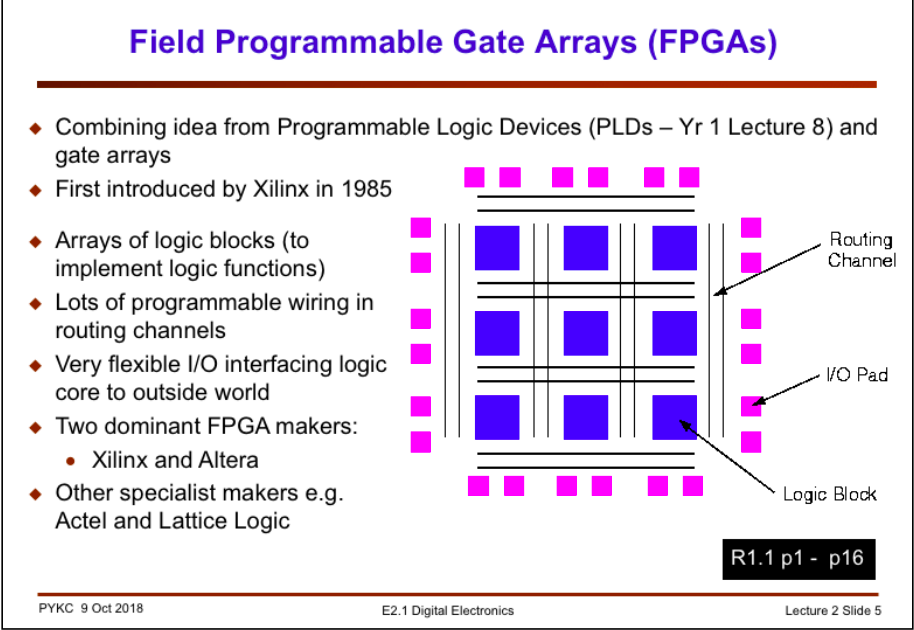 Field Programmable Gate Arrays (FPGAs)
Combining idea from Programmable Logic Devices (PLDs – Yr 1 Lecture 8) and
gate arrays
First introduced by Xilinx in 1985
Arrays of logic blocks (to
implement logic functions)
Lots of programmable wiring in
routing channels
Very flexible I/O interfacing logic
core to outside world
Two dominant FPGA makers:
Xilinx and Altera
Other specialist makers e.g.
Actel and Lattice Logic
Routing
Channel
I/O Pad
Logic Block
R1.1 p1 - p16
PYKC 9 Oct 2018
E2.1 Digital Electronics
Lecture 2 Slide 5